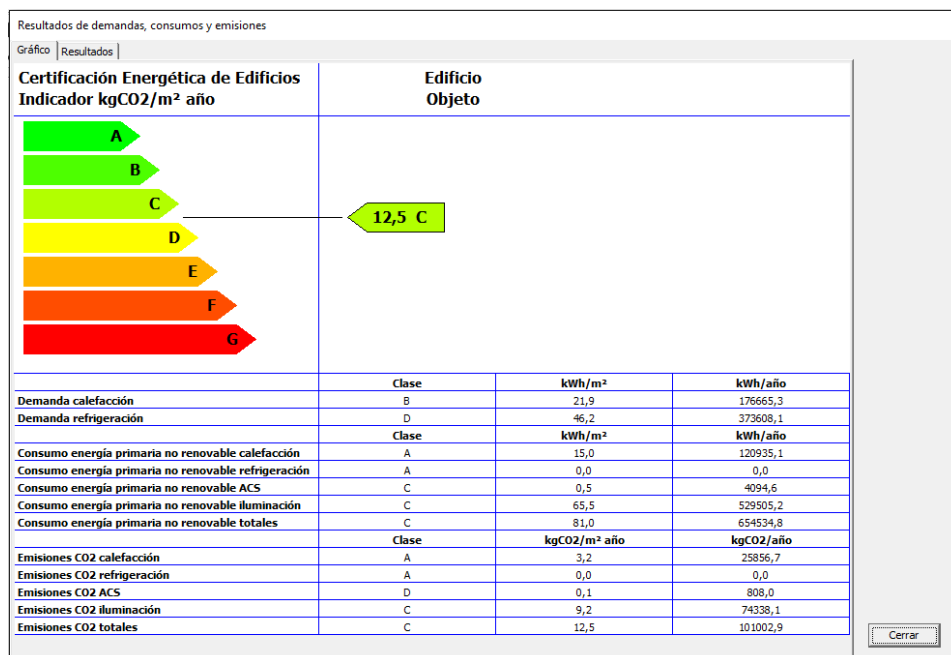 Resultados de demandas, consumos y emisiones
Gráfico Resultados
Certificación Energética de Edificios Edificio
Indicador kgCO2/m² año Objeto
A
B
C
12,5 C
D
E
F
G
Clase kWh/m² kWh/año
Demanda calefacción B 21,9 176665,3
Demanda refrigeración D 46,2 373608,1
Clase kWh/m² kWh/año
Consumo energía primaria no renovable calefacción A 15,0 120935,1
Consumo energía primaria no renovable refrigeración A 0,0 0,0
Consumo energía primaria no renovable ACS C 0,5 4094,6
Consumo energía primaria no renovable iluminación C 65,5 529505,2
Consumo energía primaria no renovable totales C 81,0 654534,8
Clase kgCO2/m² año kgCO2/año
Emisiones CO2 calefacción A 3,2 25856,7
Emisiones CO2 refrigeración A 0,0 0,0
Emisiones CO2 ACS D 0,1 808,0
Emisiones CO2 iluminación C 9,2 74338,1
Emisiones CO2 totales C 12,5 101002,9
Cerrar